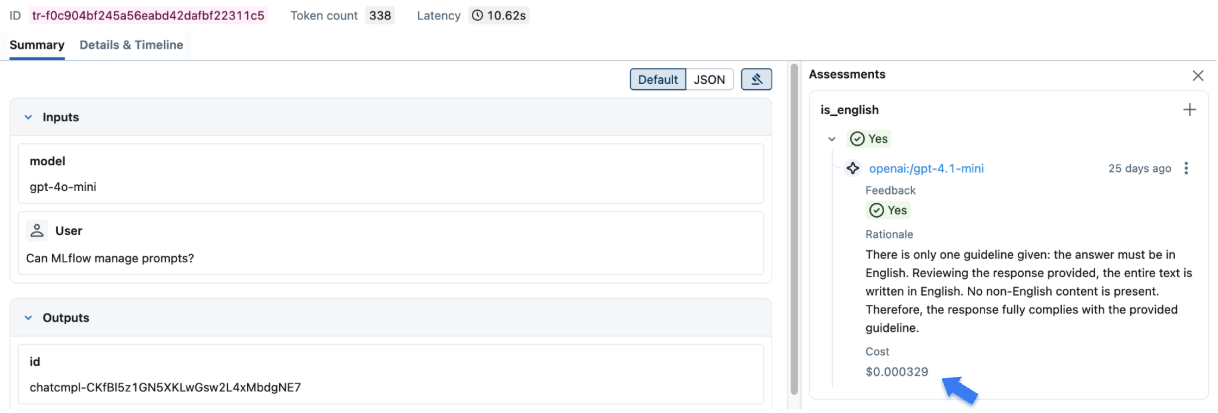 ID tr-f0c904bf245a56eabd42dafbf22311c5 Token count 338 Latency 10.62s
Summary Details & Timeline
Default JSON
Inputs
model
gpt-4o-mini
User
Can MLflow manage prompts?
Outputs
id
chatcmpl-CKfBl5z1GN5XKLwGsw2L4xMbdgNE7
Assessments
is_english
Yes
openai:/gpt-4.1-mini 25 days ago
Feedback
Yes
Rationale
There is only one guideline given: the answer must be in
English. Reviewing the response provided, the entire text is
written in English. No non-English content is present.
Therefore, the response fully complies with the provided
guideline.
Cost
$0.000329